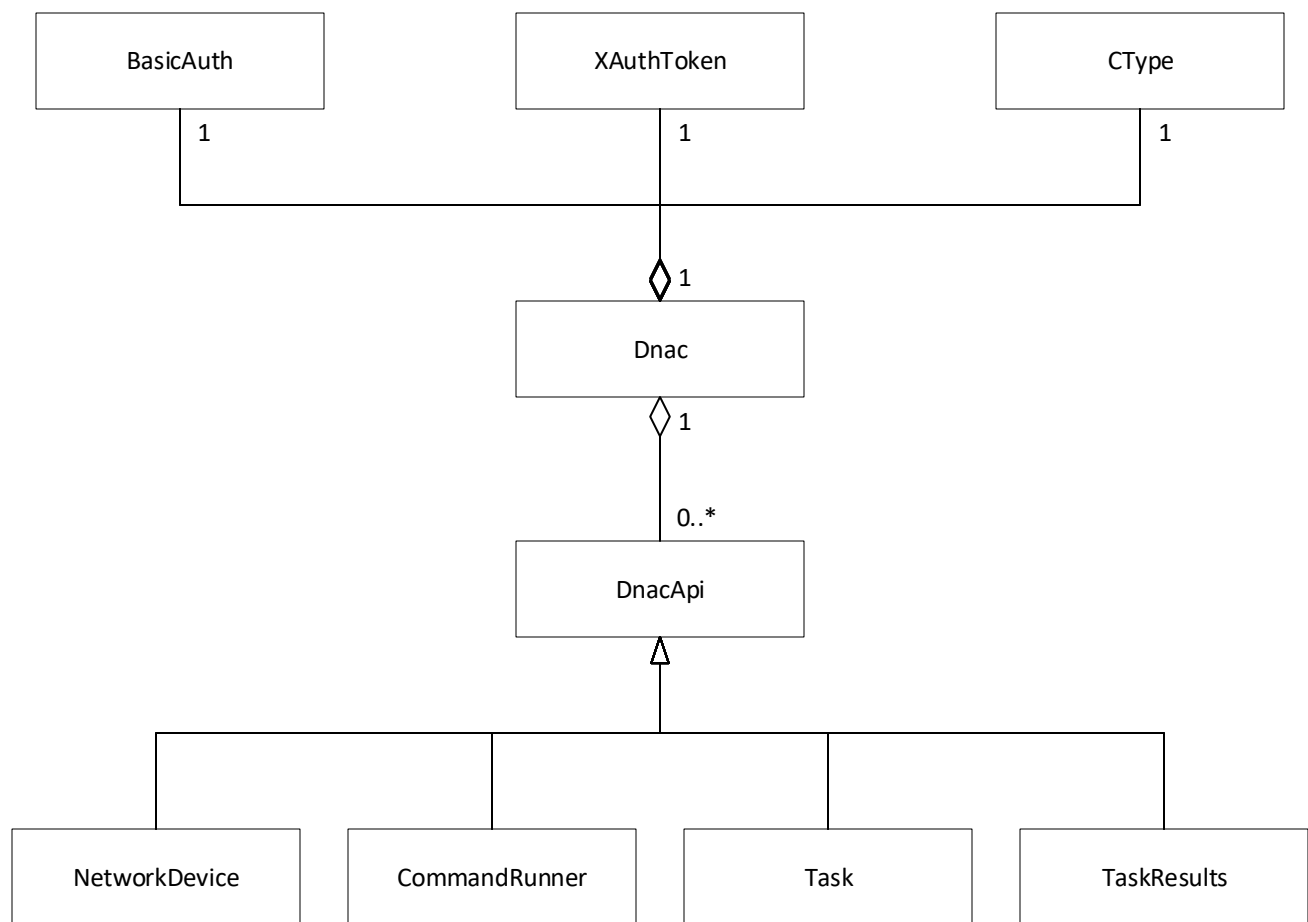 BasicAuth
XAuthToken
CType
1
1
1
1
Dnac
1
0..*
DnacApi
NetworkDevice
CommandRunner
Task
TaskResults